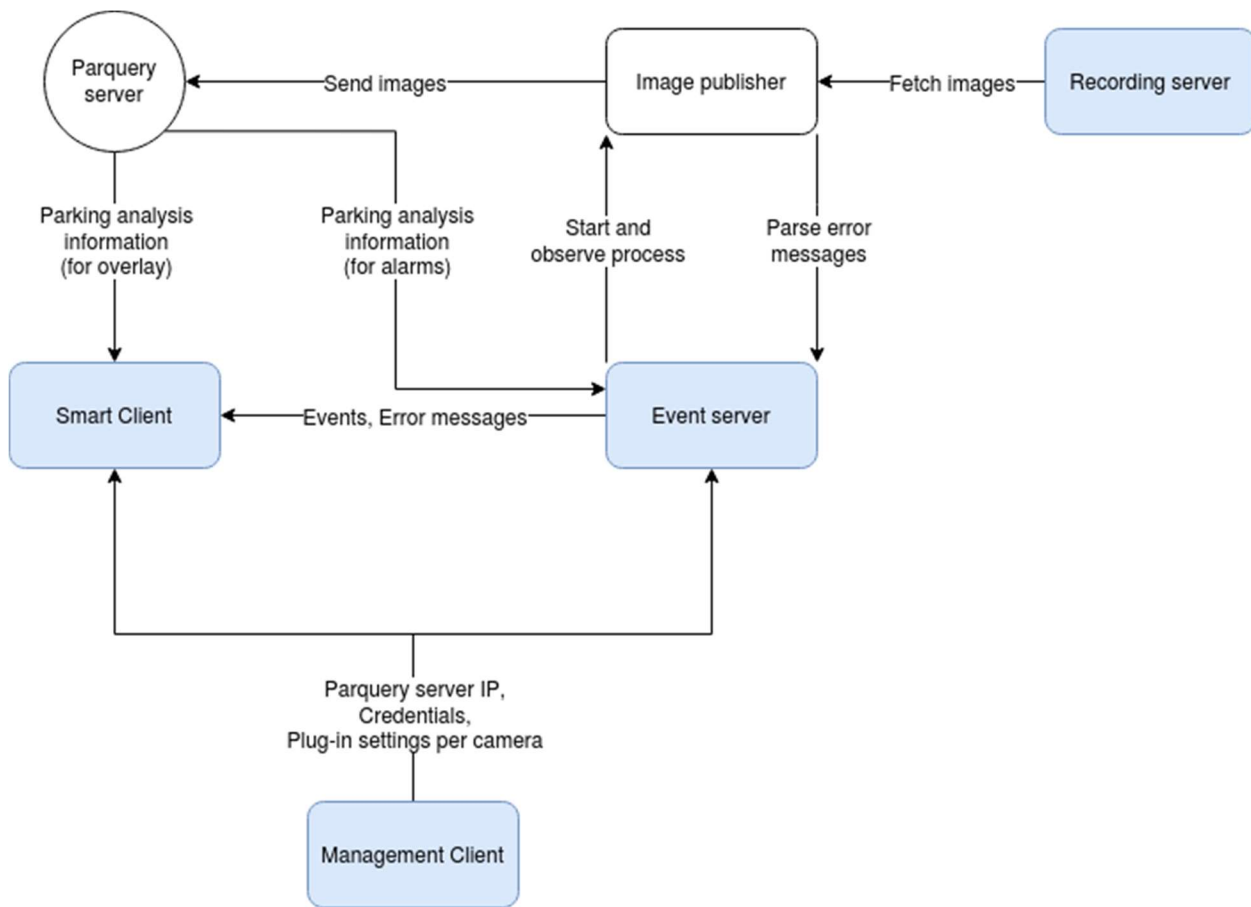 Parquery
server
Send images
Image publisher
Fetch images
Recording server
Parking analysis
information
(for overlay)
Parking analysis
information
(for alarms)
Start and
observe process
Parse error
messages
Smart Client
Events, Error messages
Event server
Parquery server IP,
Credentials,
Plug-in settings per camera
Management Client